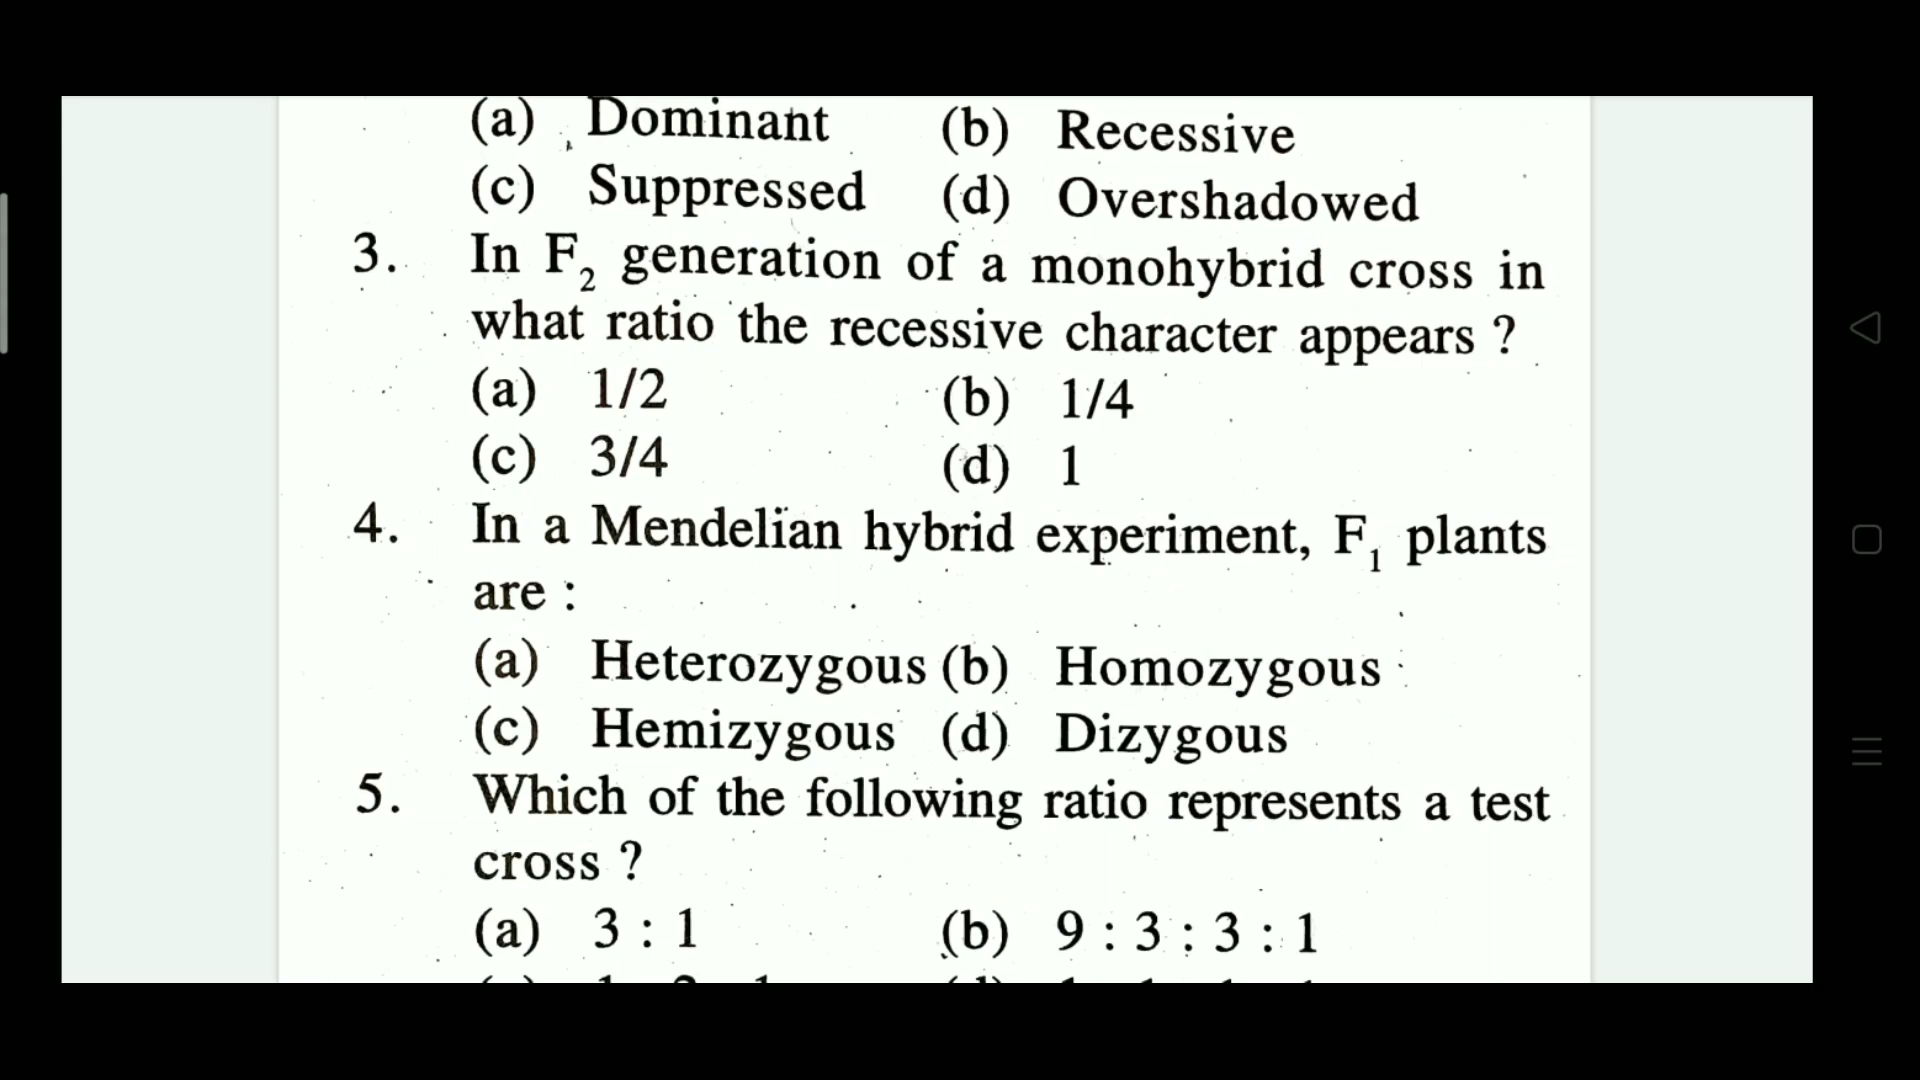 (a) Dominant (b) Recessive
(c) Suppressed (d) Overshadowed
3. In F₂ generation of a monohybrid cross in
what ratio the recessive character appears ?
(a) 1/2 (b) 1/4
(c) 3/4 (d) 1
4. In a Mendelian hybrid experiment, F₁ plants
are :
(a) Heterozygous (b) Homozygous
(c) Hemizygous (d) Dizygous
5. Which of the following ratio represents a test
cross ?
(a) 3 : 1 (b) 9 : 3 : 3 : 1